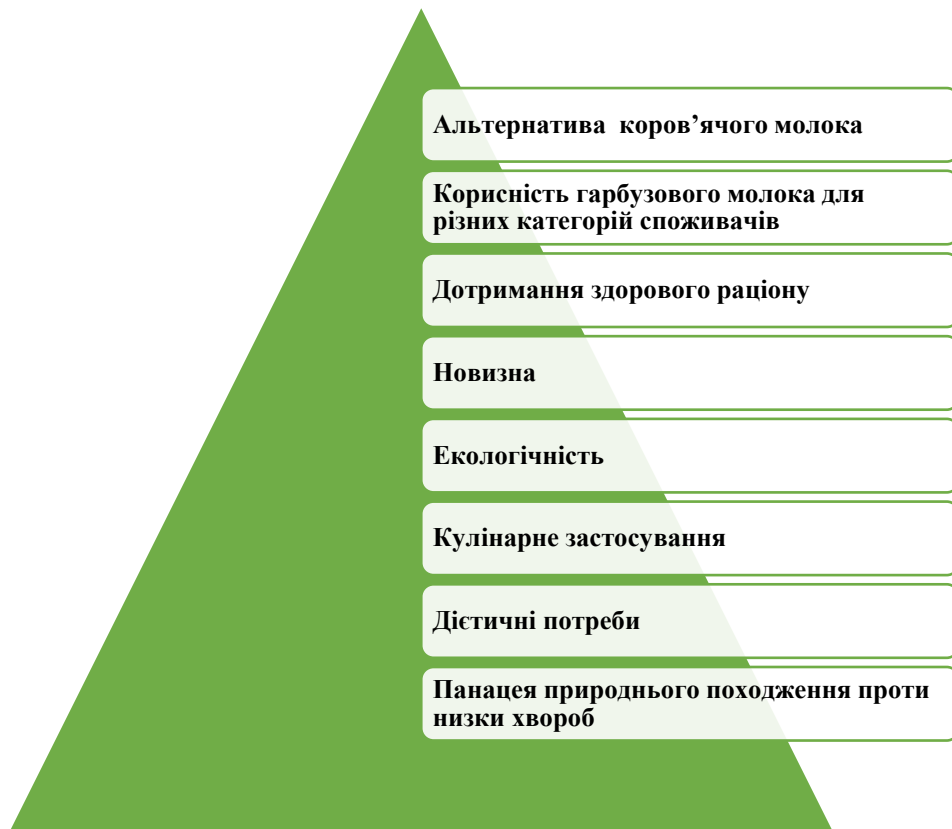 Альтернатива коров’ячого молока
Корисність гарбузового молока для
різних категорій споживачів
Дотримання здорового раціону
Новизна
Екологічність
Кулінарне застосування
Дієтичні потреби
Панацея природнього походження проти
низки хвороб